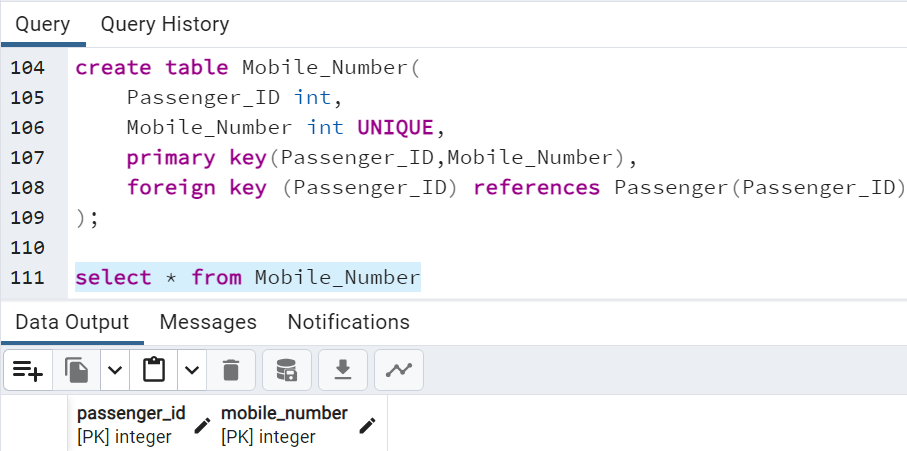 Query Query History
104 create table Mobile_Number(
105 Passenger_ID int,
106 Mobile_Number int UNIQUE,
107 primary key(Passenger_ID,Mobile_Number),
108 foreign key (Passenger_ID) references Passenger(Passenger_ID)
109 );
110
111 select * from Mobile_Number
Data Output Messages Notifications
passenger_id mobile_number
[PK] integer [PK] integer